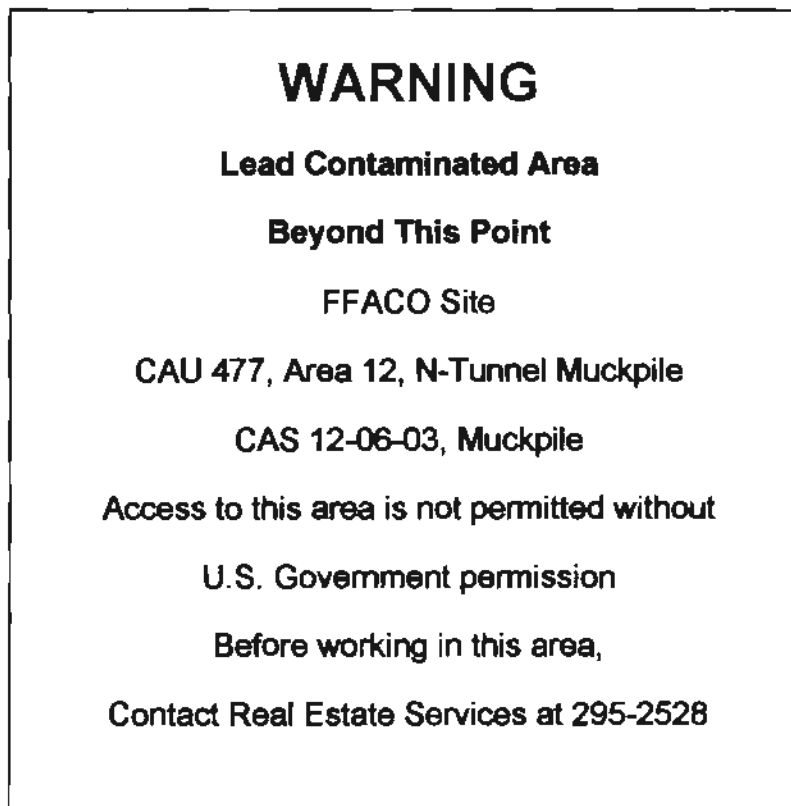 WARNING
Lead Contaminated Area
Beyond This Point
FFACO Site
CAU 477, Area 12, N-Tunnel Muckpile
CAS 12-06-03, Muckpile
Access to this area is not permitted without
U.S. Government permission
Before working in this area,
Contact Real Estate Services at 295-2528